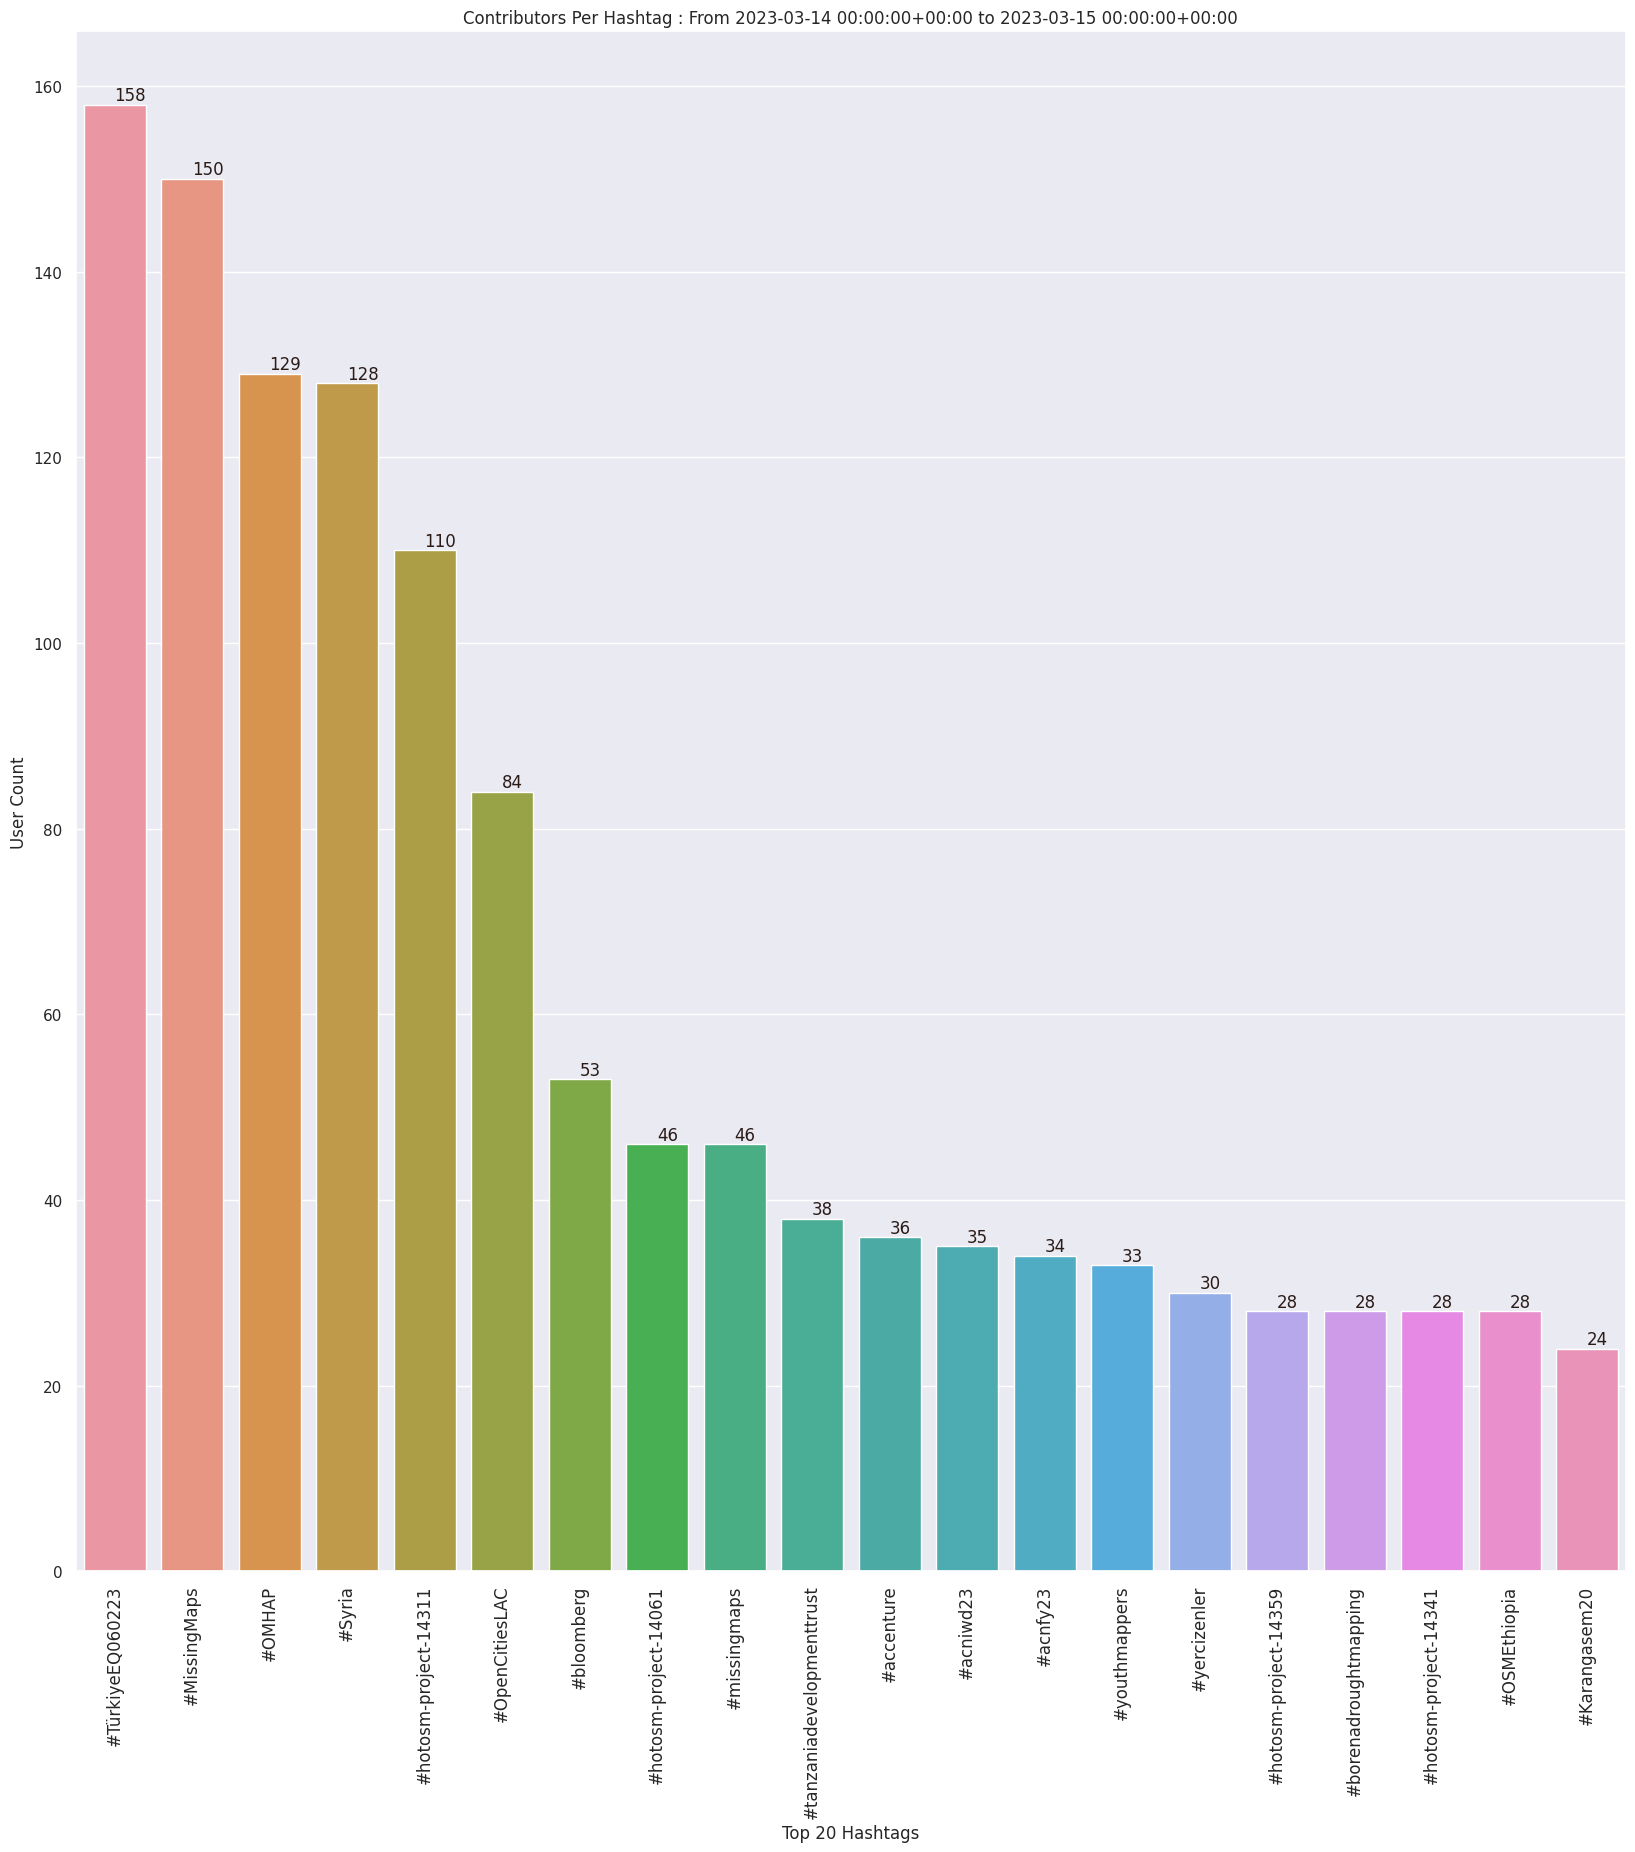 Contributors Per Hashtag : From 2023-03-14 00:00:00+00:00 to 2023-03-15 00:00:00+00:00
User Count
160
140
120
100
80
60
40
20
0
158
150
129
128
110
84
53
46
46
38
36
35
34
33
30
28
28
28
28
24
#TürkiyeEQ060223
#MissingMaps
#OMHAP
#Syria
#hotosm-project-14311
#OpenCitiesLAC
#bloomberg
#hotosm-project-14061
#missingmaps
#tanzaniadevelopmenttrust
#accenture
#acniwd23
#acnfy23
#youthmappers
#yercizenler
#hotosm-project-14359
#borenadroughtmapping
#hotosm-project-14341
#OSMEthiopia
#Karangasem20
Top 20 Hashtags